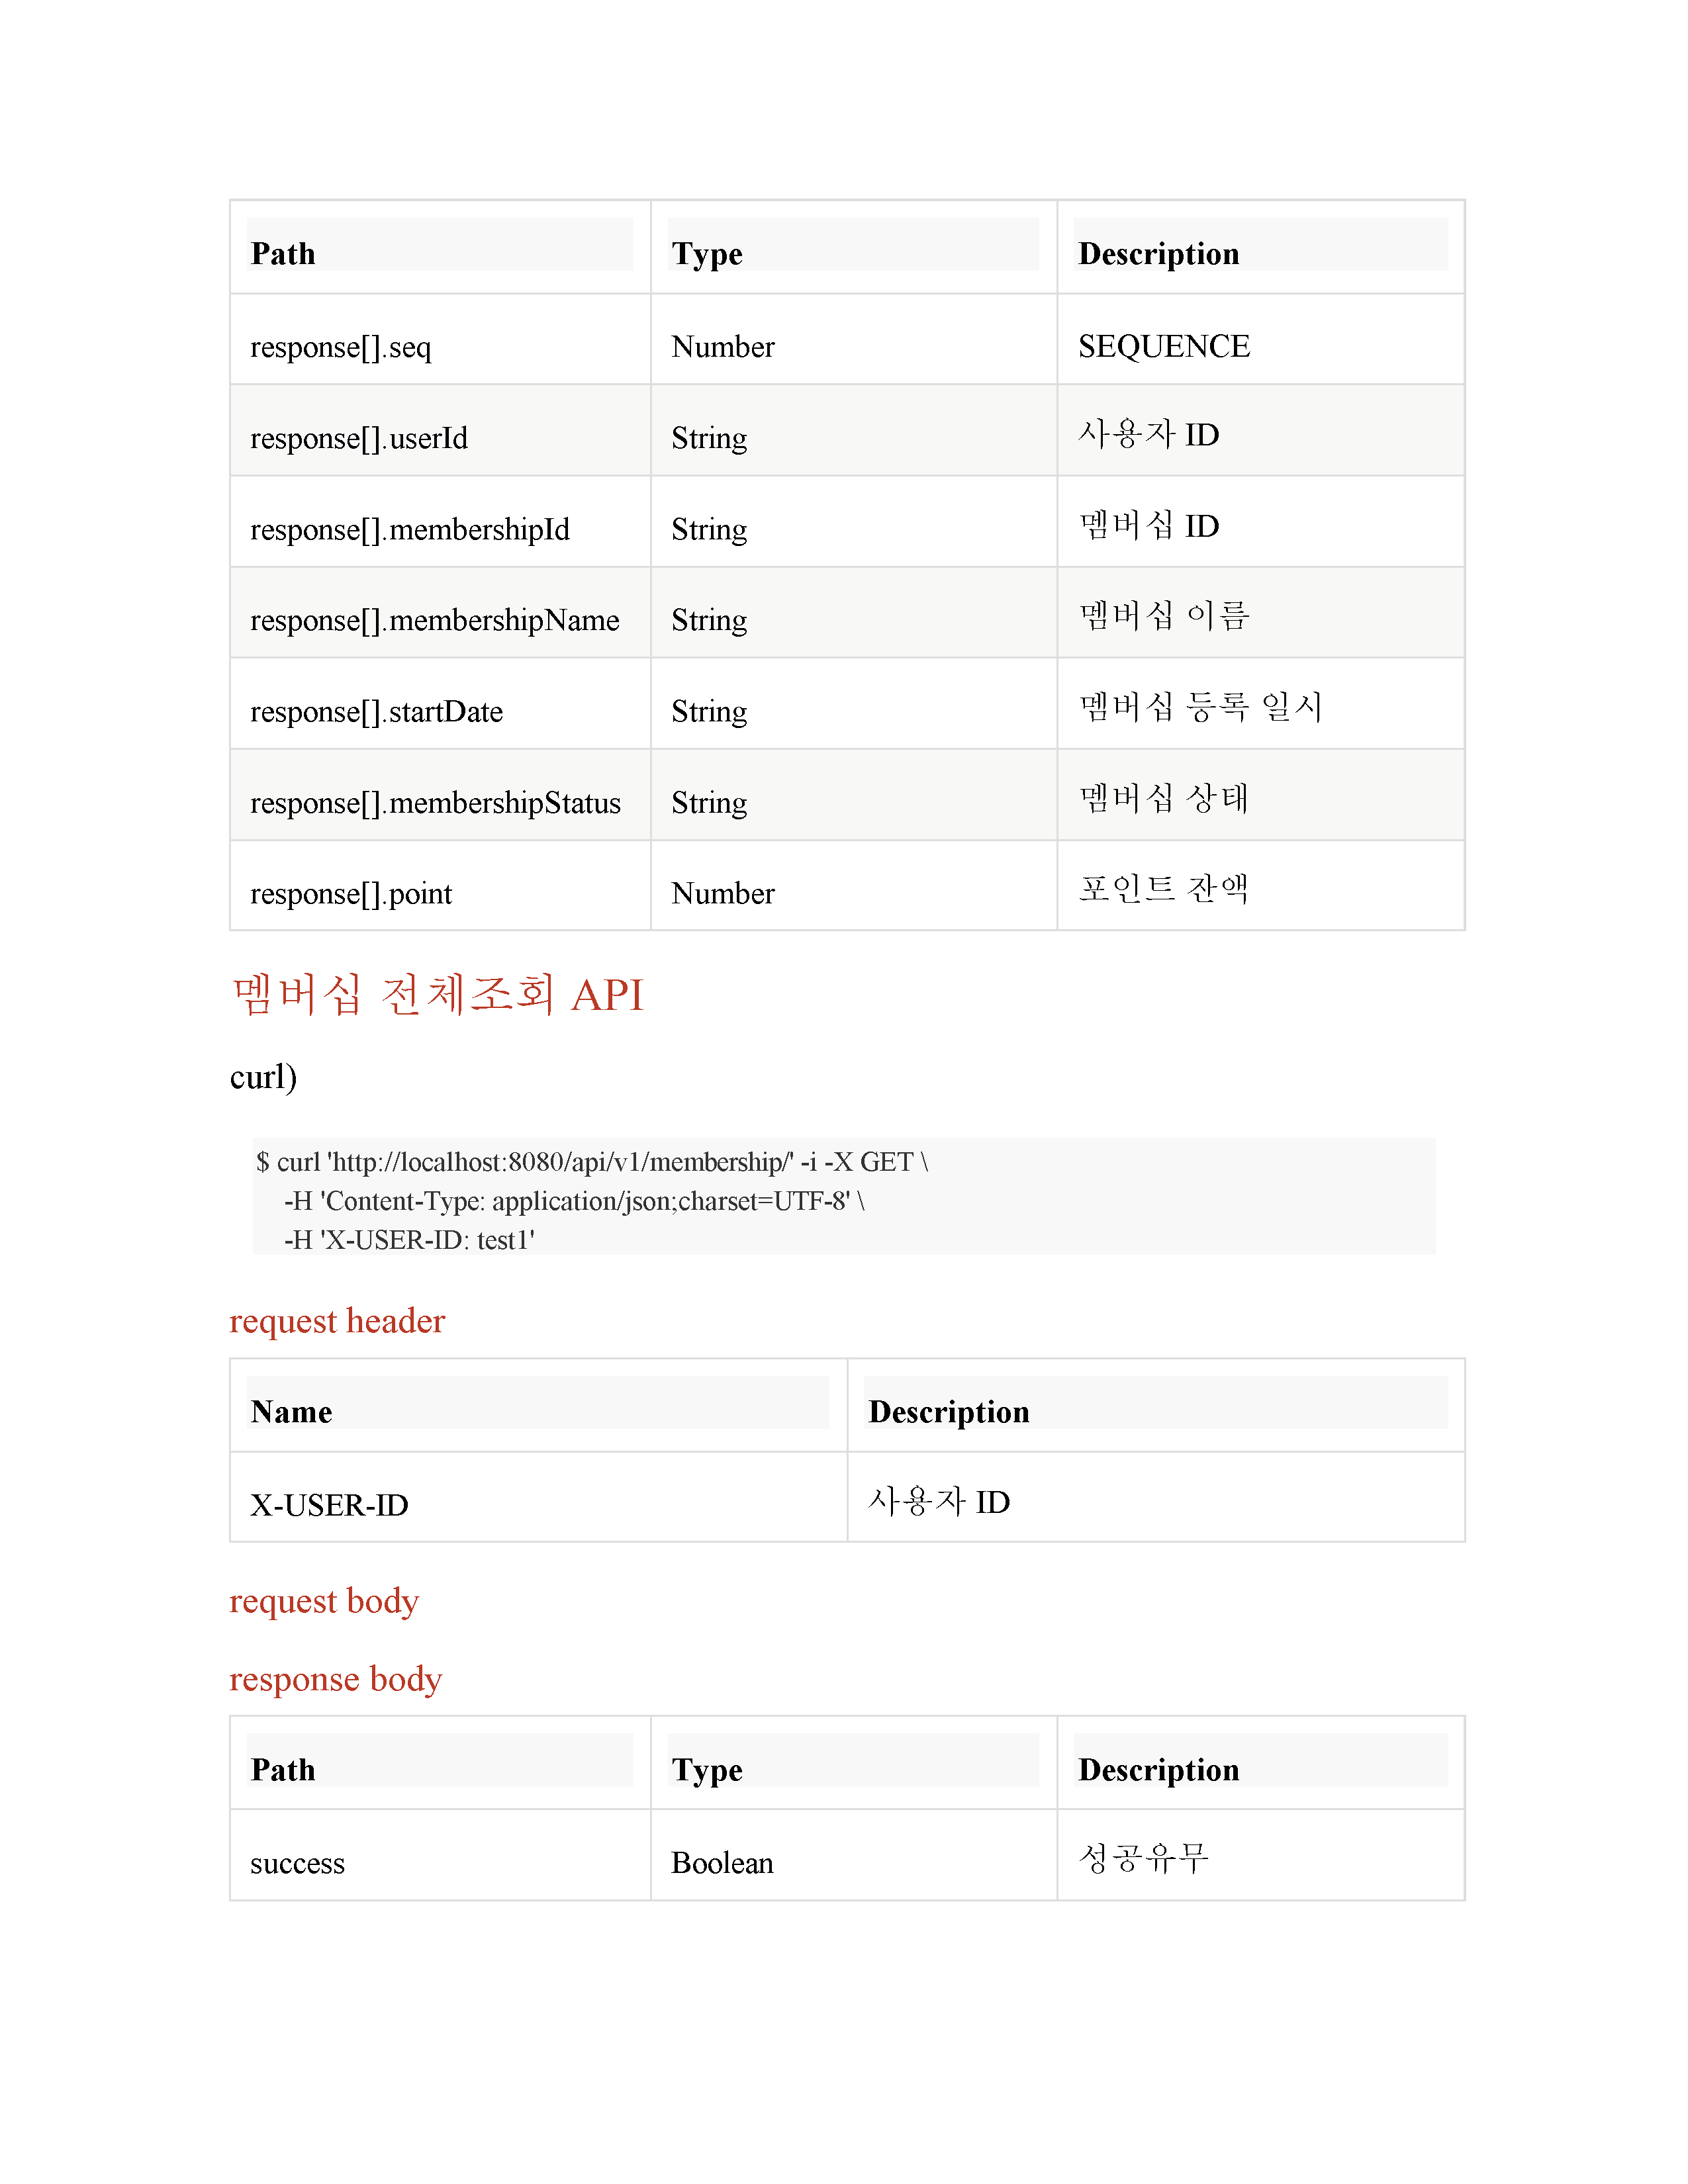 Path Type Description
response[].seq Number SEQUENCE
response[].userId String 사용자 ID
response[].membershipId String 멤버십 ID
response[].membershipName String 멤버십 이름
response[].startDate String 멤버십 등록 일시
response[].membershipStatus String 멤버십 상태
response[].point Number 포인트 잔액
멤버십 전체조회 API
curl)
$ curl 'http://localhost:8080/api/v1/membership/' -i -X GET \
-H 'Content-Type: application/json;charset=UTF-8' \
-H 'X-USER-ID: test1'
request header
Name Description
X-USER-ID 사용자 ID
request body
response body
Path Type Description
success Boolean 성공유무